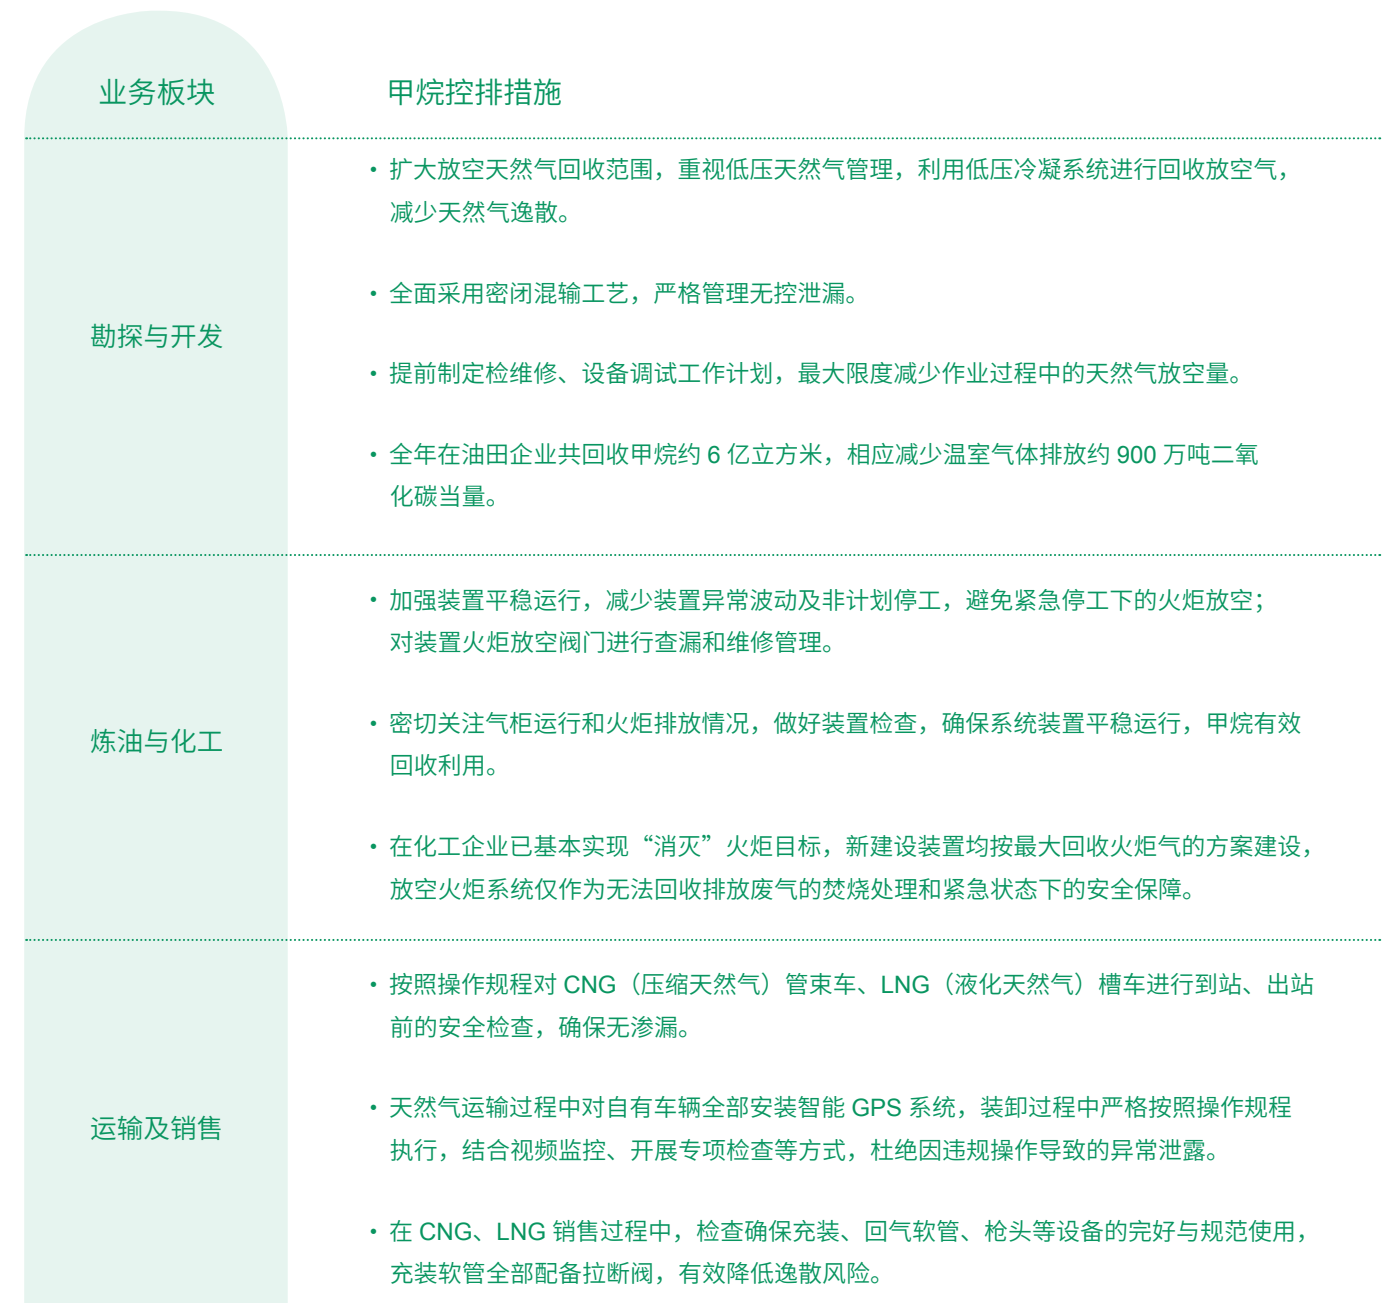 业务板块
甲烷控排措施
勘探与开发
• 扩大放空天然气回收范围，重视低压天然气管理，利用低压冷凝系统进行回收放空气，
减少天然气逸散。
• 全面采用密闭混输工艺，严格管理无控泄漏。
• 提前制定检维修、设备调试工作计划，最大限度减少作业过程中的天然气放空量。
• 全年在油田企业共回收甲烷约 6 亿立方米，相应减少温室气体排放约 900 万吨二氧
化碳当量。
炼油与化工
• 加强装置平稳运行，减少装置异常波动及非计划停工，避免紧急停工下的火炬放空；
对装置火炬放空阀门进行查漏和维修管理。
• 密切关注气柜运行和火炬排放情况，做好装置检查，确保系统装置平稳运行，甲烷有效
回收利用。
• 在化工企业已基本实现“消灭”火炬目标，新建设装置均按最大回收火炬气的方案建设，
放空火炬系统仅作为无法回收排放废气的焚烧处理和紧急状态下的安全保障。
运输及销售
• 按照操作规程对 CNG（压缩天然气）管束车、LNG（液化天然气）槽车进行到站、出站
前的安全检查，确保无渗漏。
• 天然气运输过程中对自有车辆全部安装智能 GPS 系统，装卸过程中严格按照操作规程
执行，结合视频监控、开展专项检查等方式，杜绝因违规操作导致的异常泄露。
• 在 CNG、LNG 销售过程中，检查确保充装、回气软管、枪头等设备的完好与规范使用，
充装软管全部配备拉断阀，有效降低逸散风险。